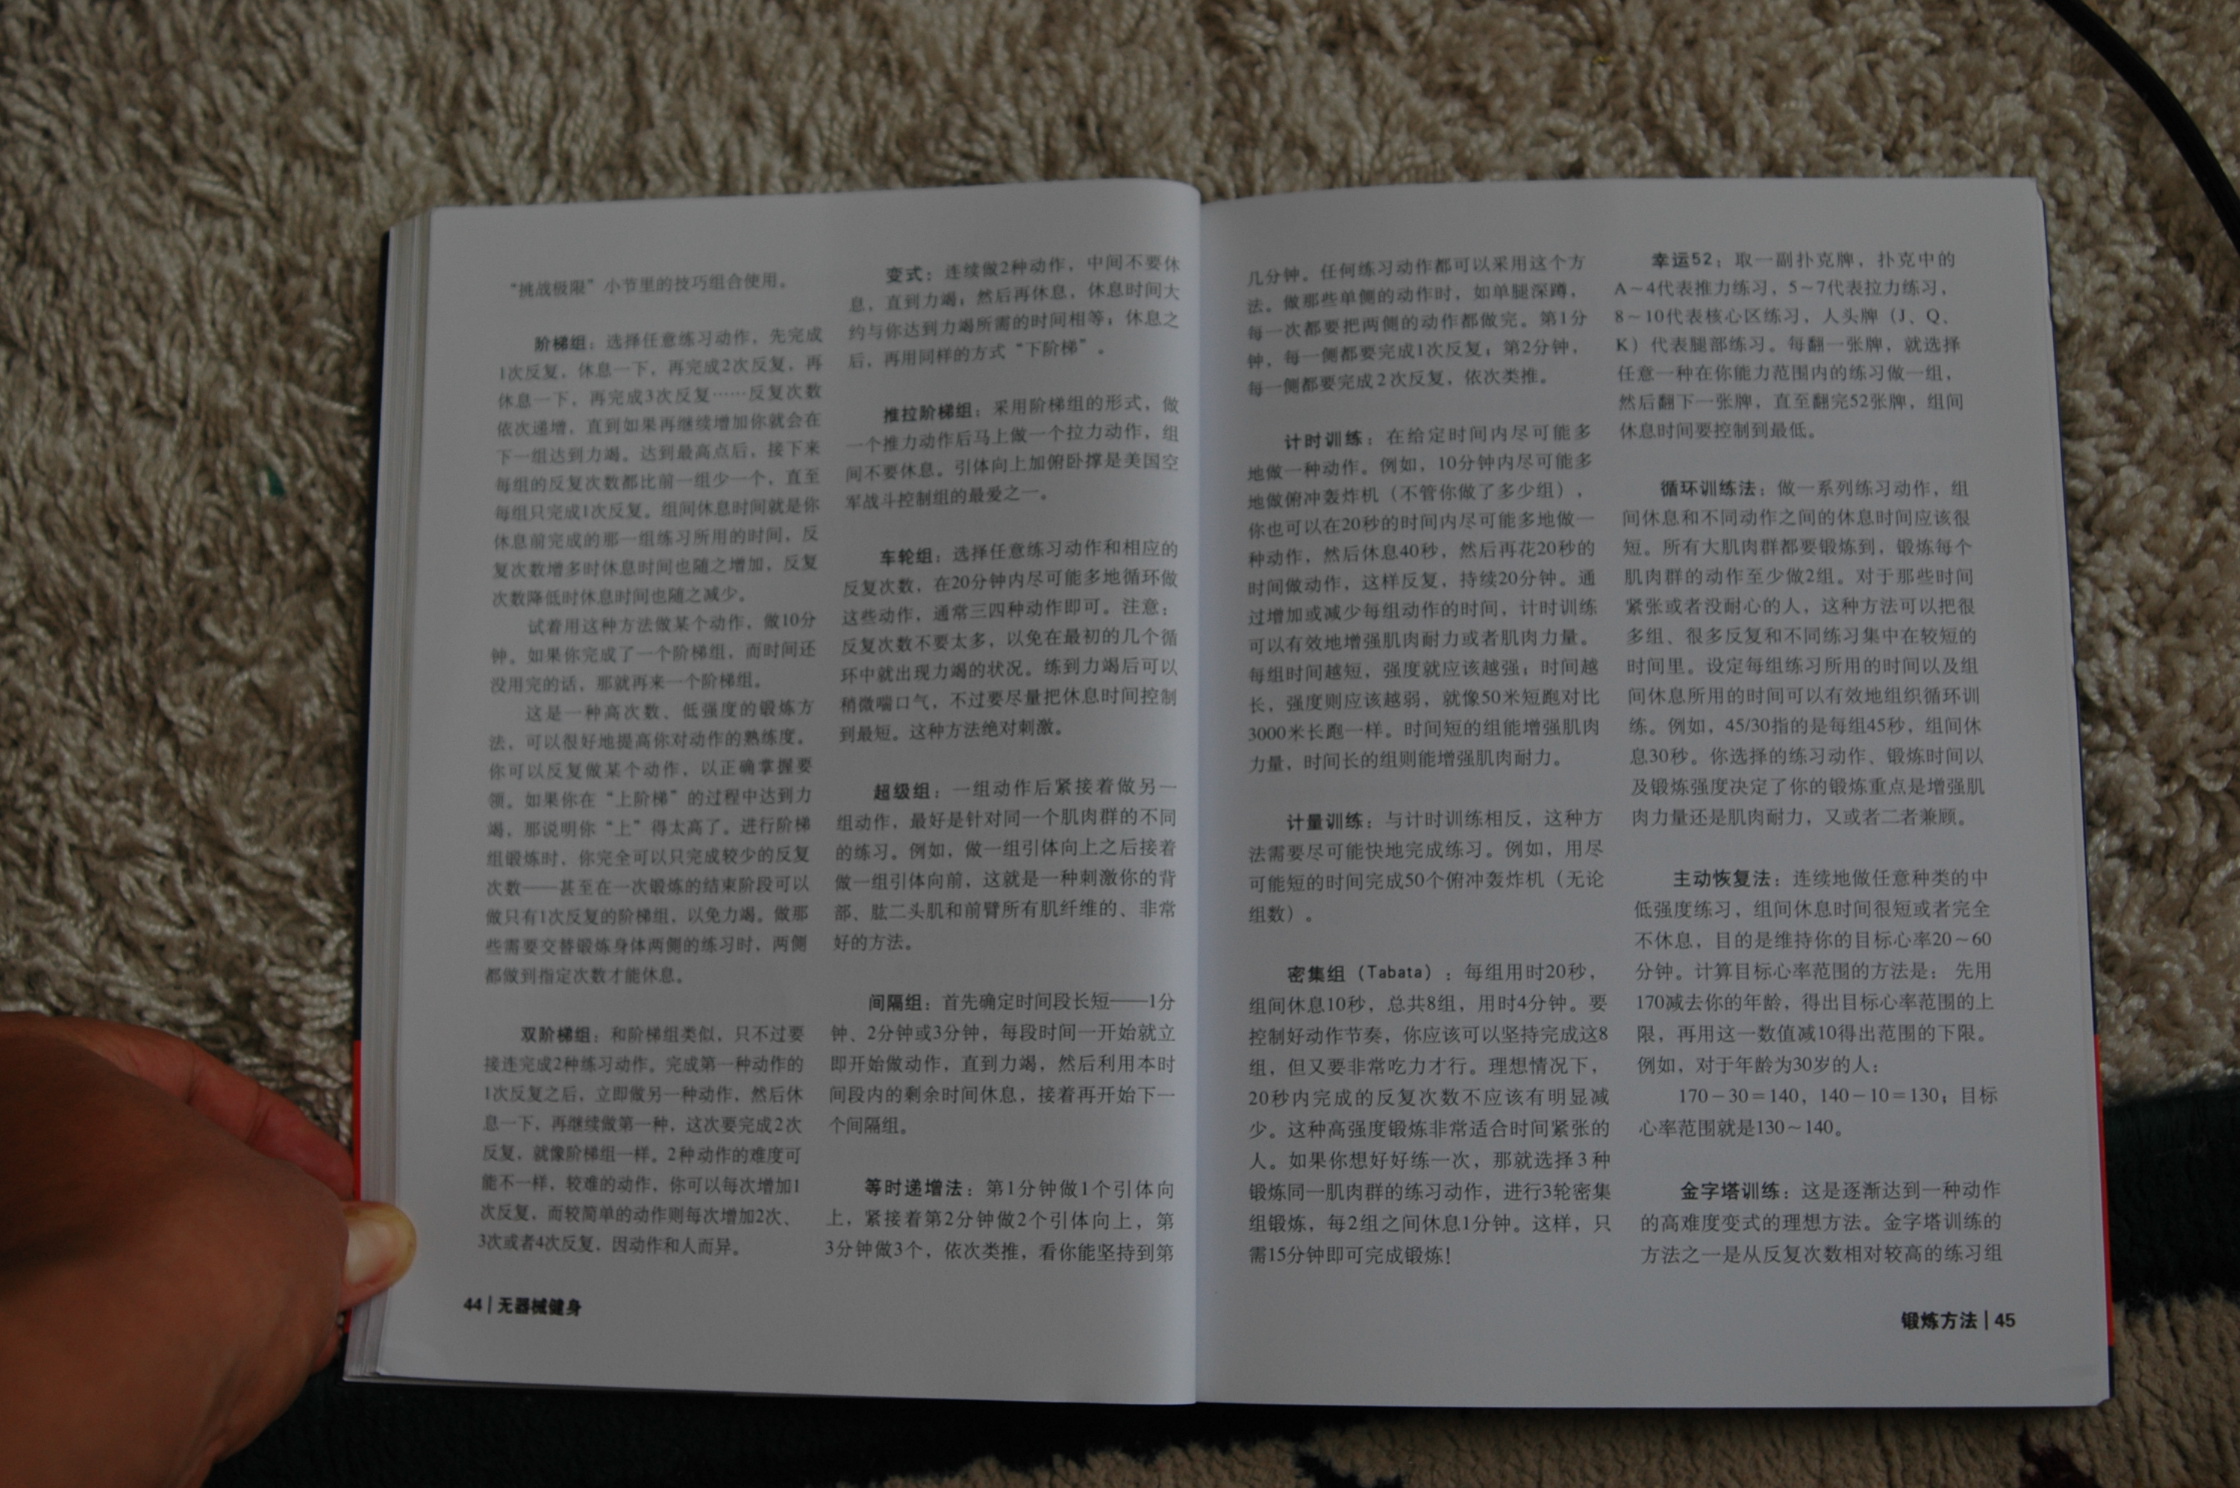 “挑战极限”小节里的技巧组合使用。
阶梯组：选择任意练习动作，先完成
1次反复，休息一下，再完成2次反复，再
休息一下，再完成3次反复……反复次数
依次递增，直到如果再继续增加你就会在
下一组达到力竭。达到最高点后，接下来
每组的反复次数都比前一组少一个，直至
每组只完成1次反复。组间休息时间就是你
休息前完成的那一组练习所用的时间，反
复次数增多时休息时间也随之增加，反复
次数降低时休息时间也随之减少。
试着用这种方法做某个动作，做10分
钟。如果你完成了一个阶梯组，而时间还
没用完的话，那就再来一个阶梯组。
这是一种高次数、低强度的锻炼方
法，可以很好地提高你对动作的熟练度。
你可以反复做某个动作，以正确掌握要
领。如果你在“上阶梯”的过程中达到力
竭，那说明你“上”得太高了。进行阶梯
组锻炼时，你完全可以只完成较少的反复
次数——甚至在一次锻炼的结束阶段可以
做只有1次反复的阶梯组，以免力竭。做那
些需要交替锻炼身体两侧的练习时，两侧
都做到指定次数才能休息。
双阶梯组：和阶梯组类似，只不过要
接连完成2种练习动作。完成第一种动作的
1次反复之后，立即做另一种动作，然后休
息一下，再继续做第一种，这次要完成2次
反复，就像阶梯组一样。2种动作的难度可
能不一样，较难的动作，你可以每次增加1
次反复，而较简单的动作则每次增加2次、
3次或者4次反复，因动作和人而异。
44|无器械健身
变式：连续做2种动作，中间不要休
息，直到力竭；然后再休息，休息时间大
约与你达到力竭所需的时间相等；休息之
后，再用同样的方式“下阶梯”。
推拉阶梯组：采用阶梯组的形式，做
一个推力动作后马上做一个拉力动作，组
间不要休息。引体向上加俯卧撑是美国空
军战斗控制组的最爱之一。
车轮组：选择任意练习动作和相应的
反复次数，在20分钟内尽可能多地循环做
这些动作，通常三四种动作即可。注意：
反复次数不要太多，以免在最初的几个循
环中就出现力竭的状况。练到力竭后可以
稍微喘口气，不过要尽量把休息时间控制
到最短。这种方法绝对刺激。
超级组：一组动作后紧接着做另一
组动作，最好是针对同一个肌肉群的不同
的练习。例如，做一组引体向上之后接着
做一组引体向前，这就是一种刺激你的背
部、肱二头肌和前臂所有肌纤维的、非常
好的方法。
间隔组：首先确定时间段长短——1分
钟、2分钟或3分钟，每段时间一开始就立
即开始做动作，直到力竭，然后利用本时
间段内的剩余时间休息，接着再开始下一
个间隔组。
等时递增法：第1分钟做1个引体向
上，紧接着第2分钟做2个引体向上，第
3分钟做3个，依次类推，看你能坚持到第
几分钟。任何练习动作都可以采用这个方
法。做那些单侧的动作时，如单腿深蹲，
每一次都要把两侧的动作都做完。第1分
钟，每一侧都要完成1次反复；第2分钟，
每一侧都要完成2次反复，依次类推。
计时训练：在给定时间内尽可能多
地做一种动作。例如，10分钟内尽可能多
地做俯冲轰炸机（不管你做了多少组），
你也可以在20秒的时间内尽可能多地做一
种动作，然后休息40秒，然后再花20秒的
时间做动作，这样反复，持续20分钟。通
过增加或减少每组动作的时间，计时训练
可以有效地增强肌肉耐力或者肌肉力量。
每组时间越短，强度就应该越强；时间越
长，强度则应该越弱，就像50米短跑对比
3000米长跑一样。时间短的组能增强肌肉
力量，时间长的组则能增强肌肉耐力。
计量训练：与计时训练相反，这种方
法需要尽可能快地完成练习。例如，用尽
可能短的时间完成50个俯冲轰炸机（无论
组数）。
密集组（Tabata）：每组用时20秒，
组间休息10秒，总共8组，用时4分钟。要
控制好动作节奏，你应该可以坚持完成这8
组，但又要非常吃力才行。理想情况下，
20秒内完成的反复次数不应该有明显减
少。这种高强度锻炼非常适合时间紧张的
人。如果你想好好练一次，那就选择3种
锻炼同一肌肉群的练习动作，进行3轮密集
组锻炼，每2组之间休息1分钟。这样，只
需15分钟即可完成锻炼！
幸运52：取一副扑克牌，扑克中的
A～4代表推力练习，5～7代表拉力练习，
8～10代表核心区练习，人头牌（J、Q、
K）代表腿部练习。每翻一张牌，就选择
任意一种在你能力范围内的练习做一组，
然后翻下一张牌，直至翻完52张牌，组间
休息时间要控制到最低。
循环训练法：做一系列练习动作，组
间休息和不同动作之间的休息时间应该很
短。所有大肌肉群都要锻炼到，锻炼每个
肌肉群的动作至少做2组。对于那些时间
紧张或者没耐心的人，这种方法可以把很
多组、很多反复和不同练习集中在较短的
时间里。设定每组练习所用的时间以及组
间休息所用的时间可以有效地组织循环训
练。例如，45/30指的是每组45秒，组间休
息30秒。你选择的练习动作、锻炼时间以
及锻炼强度决定了你的锻炼重点是增强肌
肉力量还是肌肉耐力，又或者二者兼顾。
主动恢复法：连续地做任意种类的中
低强度练习，组间休息时间很短或者完全
不休息，目的是维持你的目标心率20～60
分钟。计算目标心率范围的方法是：先用
170减去你的年龄，得出目标心率范围的上
限，再用这一数值减10得出范围的下限。
例如，对于年龄为30岁的人：
170－30＝140，140－10＝130；目标
心率范围就是130～140。
金字塔训练：这是逐渐达到一种动作
的高难度变式的理想方法。金字塔训练的
方法之一是从反复次数相对较高的练习组
锻炼方法|45